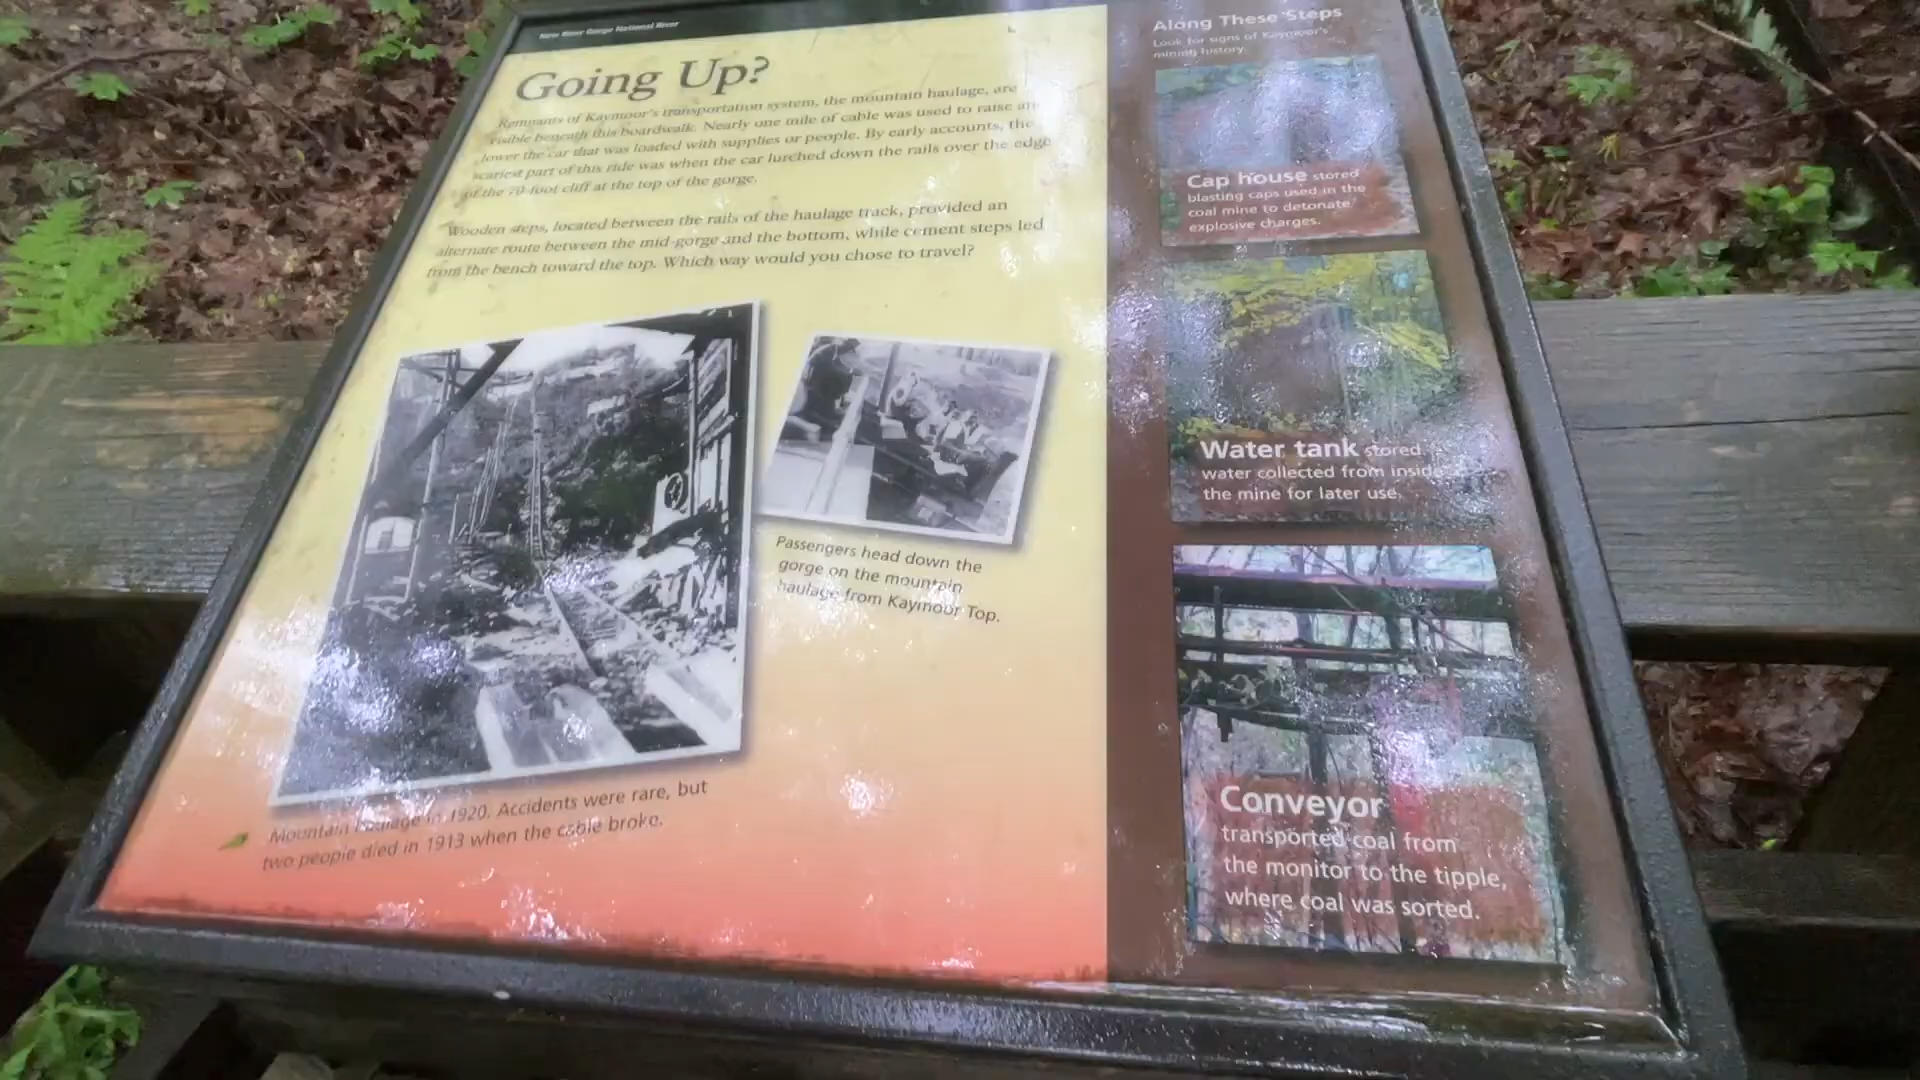 New River Gorge National River
Going Up?
Remnants of Kaymoor's transportation system, the mountain haulage, are
visible beneath this boardwalk. Nearly one mile of cable was used to raise an
lower the car that was loaded with supplies or people. By early accounts, the
scariest part of this ride was when the car lurched down the rails over the edge
of the 70-foot cliff at the top of the gorge.
Wooden steps, located between the rails of the haulage track, provided an
alternate route between the mid-gorge and the bottom, while cement steps led
from the bench toward the top. Which way would you chose to travel?
Passengers head down the
gorge on the mountain
haulage from Kaymoor Top.
Mountain haulage in 1920. Accidents were rare, but
two people died in 1913 when the cable broke.
Along These Steps
Look for signs of Kaymoor's
mining history.
Cap house stored
blasting caps used in the
coal mine to detonate
explosive charges.
Water tank stored
water collected from inside
the mine for later use.
Conveyor
transported coal from
the monitor to the tipple,
where coal was sorted.